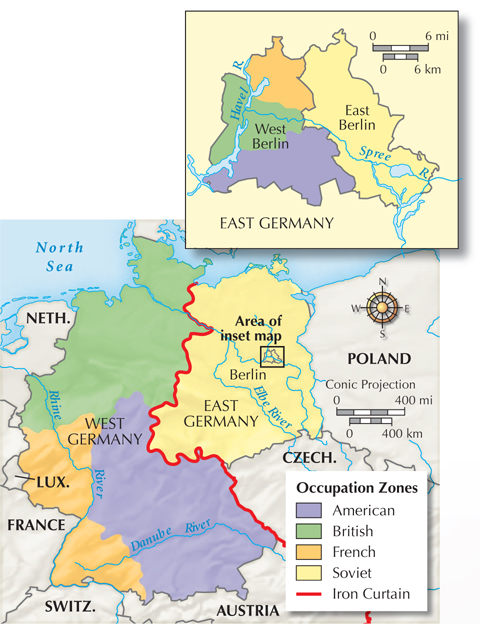 0 6 mi
0 6 km
Havel R.
East
Berlin
West
Berlin
Spree R.
EAST GERMANY
North
Sea
N
W E
S
NETH.
Area of
inset map
POLAND
Berlin
Conic Projection
0 400 mi
0 400 km
Rhine River
WEST
GERMANY
EAST
GERMANY
Elbe River
CZECH.
LUX.
FRANCE
Danube River
SWITZ.
AUSTRIA
Occupation Zones
American
British
French
Soviet
Iron Curtain